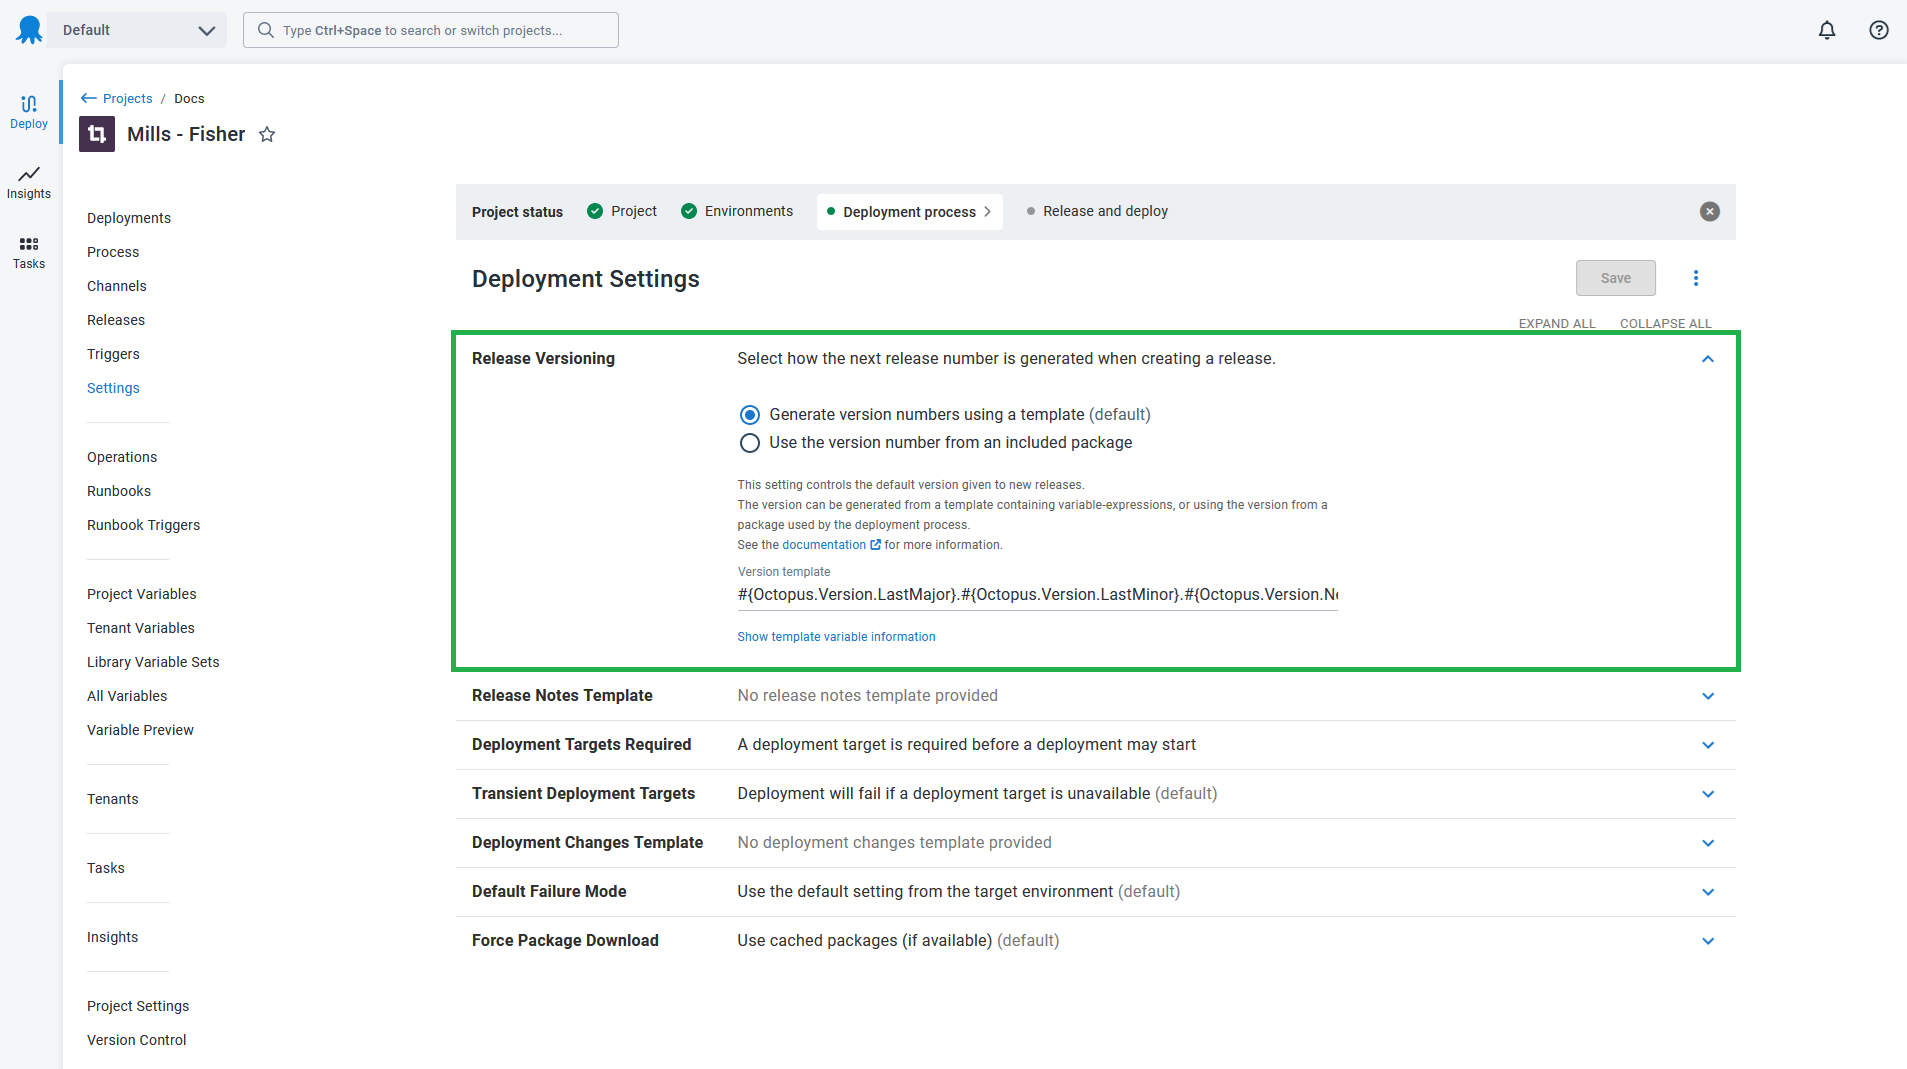 Default
Type Ctrl+Space to search or switch projects...
Deploy
Insights
Tasks
Projects / Docs
Mills - Fisher
Deployments
Process
Channels
Releases
Triggers
Settings
Operations
Runbooks
Runbook Triggers
Project Variables
Tenant Variables
Library Variable Sets
All Variables
Variable Preview
Tenants
Tasks
Insights
Project Settings
Version Control
Project status Project Environments Deployment process Release and deploy
Deployment Settings
Save
EXPAND ALL COLLAPSE ALL
Release Versioning Select how the next release number is generated when creating a release.
Generate version numbers using a template (default)
Use the version number from an included package
This setting controls the default version given to new releases.
The version can be generated from a template containing variable-expressions, or using the version from a
package used by the deployment process.
See the documentation for more information.
Version template
#{Octopus.Version.LastMajor}.#{Octopus.Version.LastMinor}.#{Octopus.Version.Ne
Show template variable information
Release Notes Template No release notes template provided
Deployment Targets Required A deployment target is required before a deployment may start
Transient Deployment Targets Deployment will fail if a deployment target is unavailable (default)
Deployment Changes Template No deployment changes template provided
Default Failure Mode Use the default setting from the target environment (default)
Force Package Download Use cached packages (if available) (default)